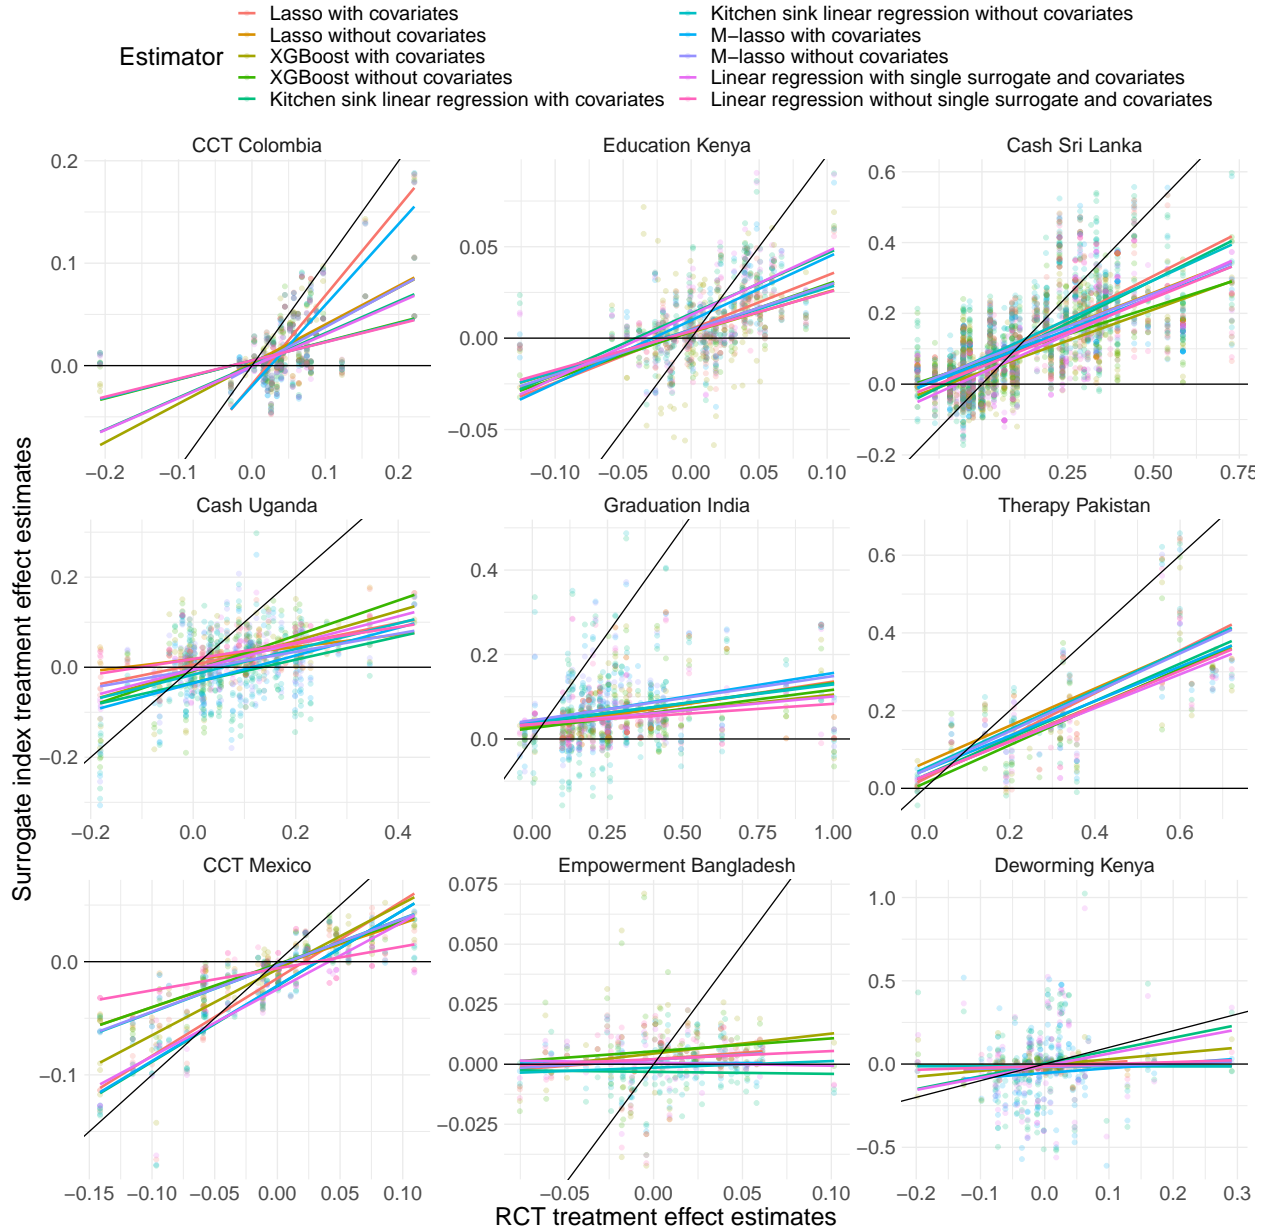 Estimator
Lasso with covariates
Lasso without covariates
XGBoost with covariates
XGBoost without covariates
Kitchen sink linear regression with covariates
Kitchen sink linear regression without covariates
M−lasso with covariates
M−lasso without covariates
Linear regression with single surrogate and covariates
Linear regression without single surrogate and covariates
Surrogate index treatment effect estimates
CCT Colombia
0.2
0.1
0.0
−0.2 −0.1 0.0 0.1 0.2
Education Kenya
0.05
0.00
−0.05
−0.10 −0.05 0.00 0.05 0.10
Cash Sri Lanka
0.6
0.4
0.2
0.0
−0.2
0.00 0.25 0.50 0.75
Cash Uganda
0.2
0.0
−0.2
−0.2 0.0 0.2 0.4
Graduation India
0.4
0.2
0.0
0.00 0.25 0.50 0.75 1.00
Therapy Pakistan
0.6
0.4
0.2
0.0
0.0 0.2 0.4 0.6
CCT Mexico
0.0
−0.1
−0.15 −0.10 −0.05 0.00 0.05 0.10
Empowerment Bangladesh
0.075
0.050
0.025
0.000
−0.025
−0.05 0.00 0.05 0.10
Deworming Kenya
1.0
0.5
0.0
−0.5
−0.2 −0.1 0.0 0.1 0.2 0.3
RCT treatment effect estimates